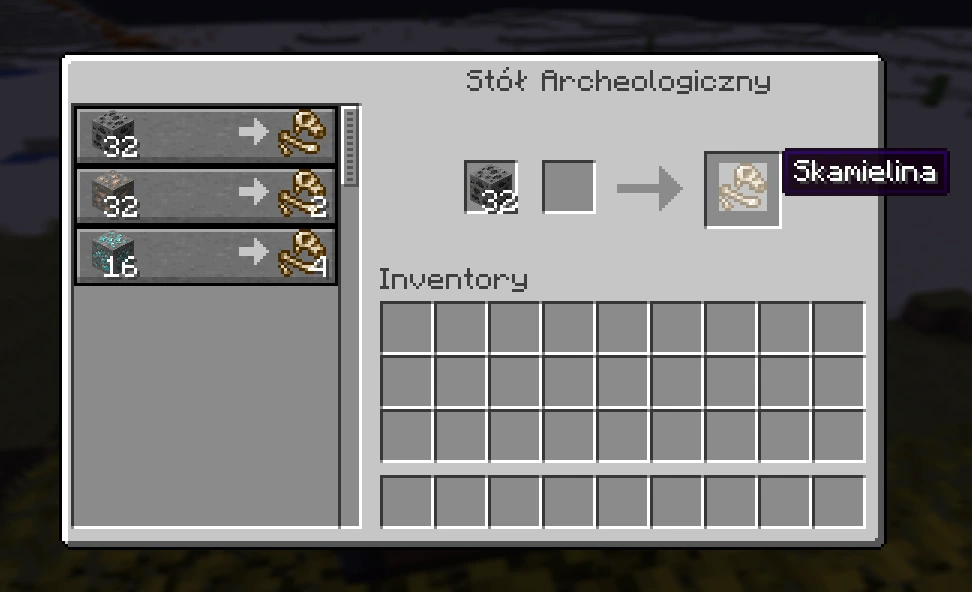 Stół Archeologiczny
32
32 2
16 4
32
Skamielina
Inventory